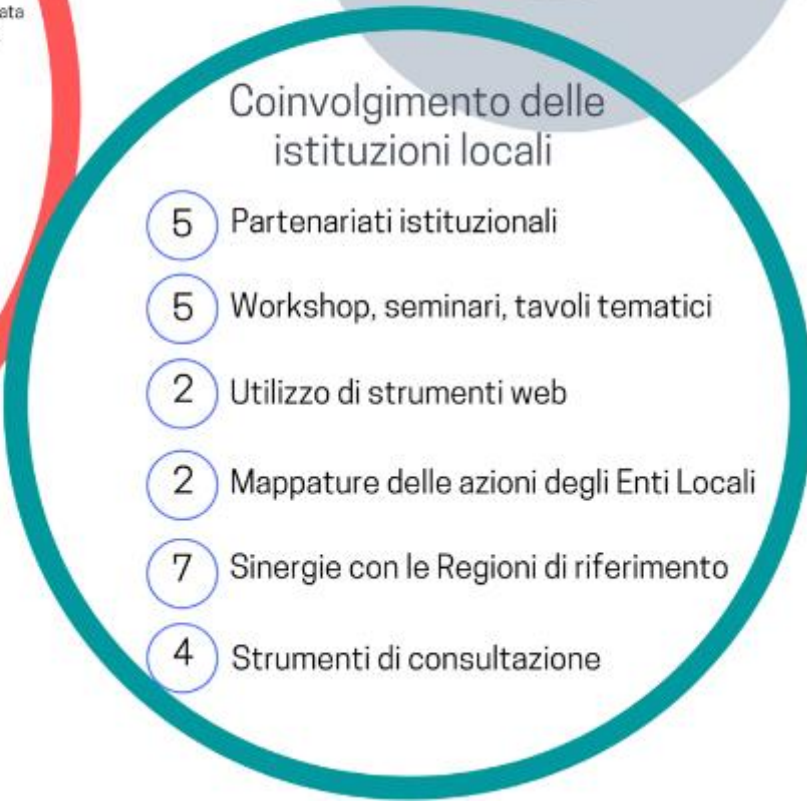 ata
Coinvolgimento delle
istituzioni locali
5 Partenariati istituzionali
5 Workshop, seminari, tavoli tematici
2 Utilizzo di strumenti web
2 Mappature delle azioni degli Enti Locali
7 Sinergie con le Regioni di riferimento
4 Strumenti di consultazione